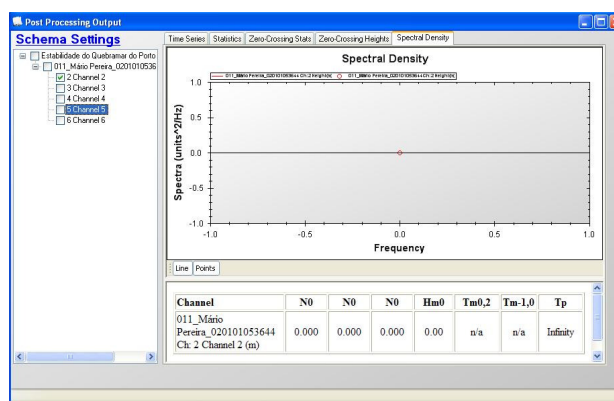 Post Processing Output
Schema Settings
Estabilidade do Quebramar do Porto
011_Mário Pereira_0201010536
2 Channel 2
3 Channel 3
4 Channel 4
5 Channel 5
6 Channel 6
Time Series
Statistics
Zero-Crossing Stats
Zero-Crossing Heights
Spectral Density
Spectral Density
Spectra (units^2/Hz)
1.0
0.5
0.0
-0.5
-1.0
-1.0
-0.5
0.0
0.5
1.0
Frequency
Line
Points
Channel N0 N0 N0 Hm0 Tm0,2 Tm-1,0 Tp
011_Mário
Pereira_020101053644 0.000 0.000 0.000 0.00 n/a n/a Infinity
Ch: 2 Channel 2 (m)